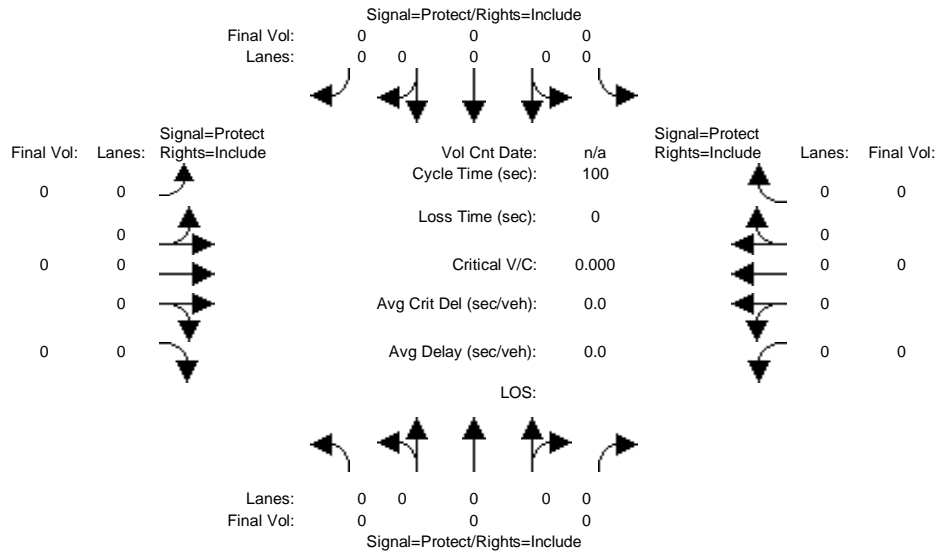 Signal=Protect/Rights=Include
Final Vol: 0 0 0
Lanes: 0 0 0 0 0
Signal=Protect Signal=Protect
Final Vol: Lanes: Rights=Include Vol Cnt Date: n/a Rights=Include Lanes: Final Vol:
Cycle Time (sec): 100
0 0 0 0
Loss Time (sec): 0
0 0
0 0 Critical V/C: 0.000 0 0
0 Avg Crit Del (sec/veh): 0.0 0
0 0 Avg Delay (sec/veh): 0.0 0 0
LOS:
Lanes: 0 0 0 0 0
Final Vol: 0 0 0
Signal=Protect/Rights=Include